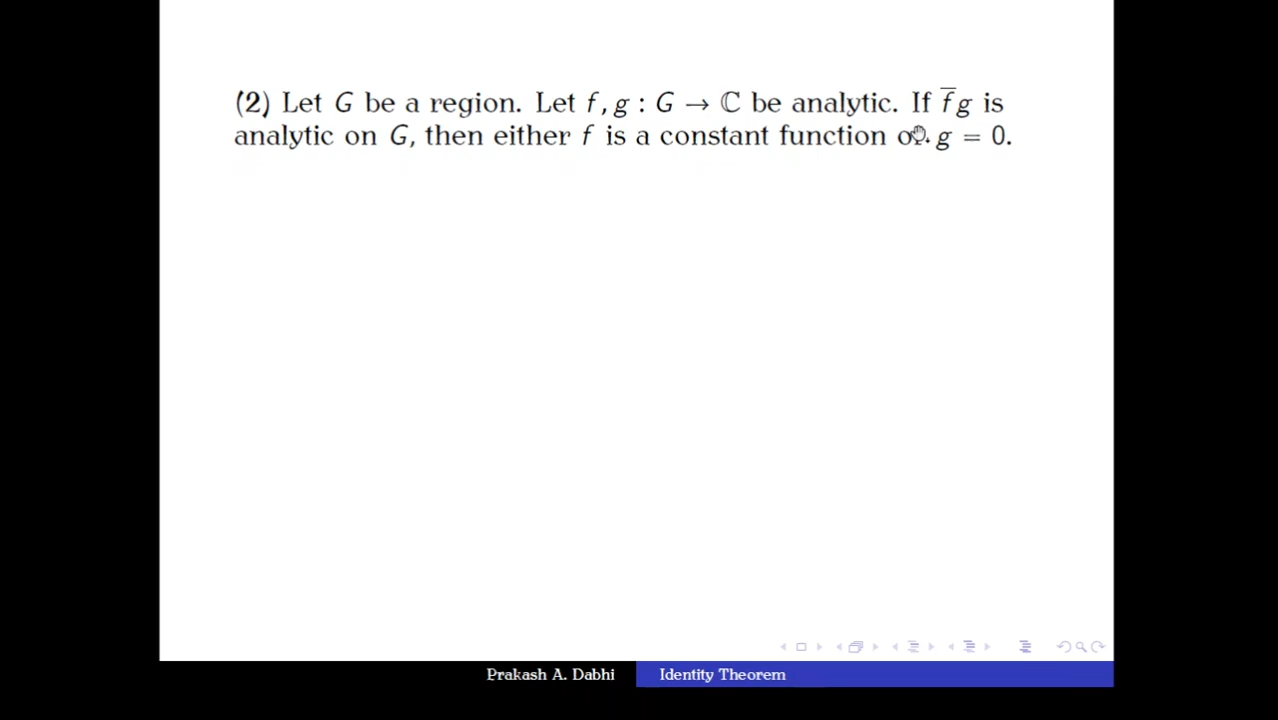 (2) Let G be a region. Let f, g : G → ℂ be analytic. If f̅g is
analytic on G, then either f is a constant function or g = 0.
Prakash A. Dabhi
Identity Theorem